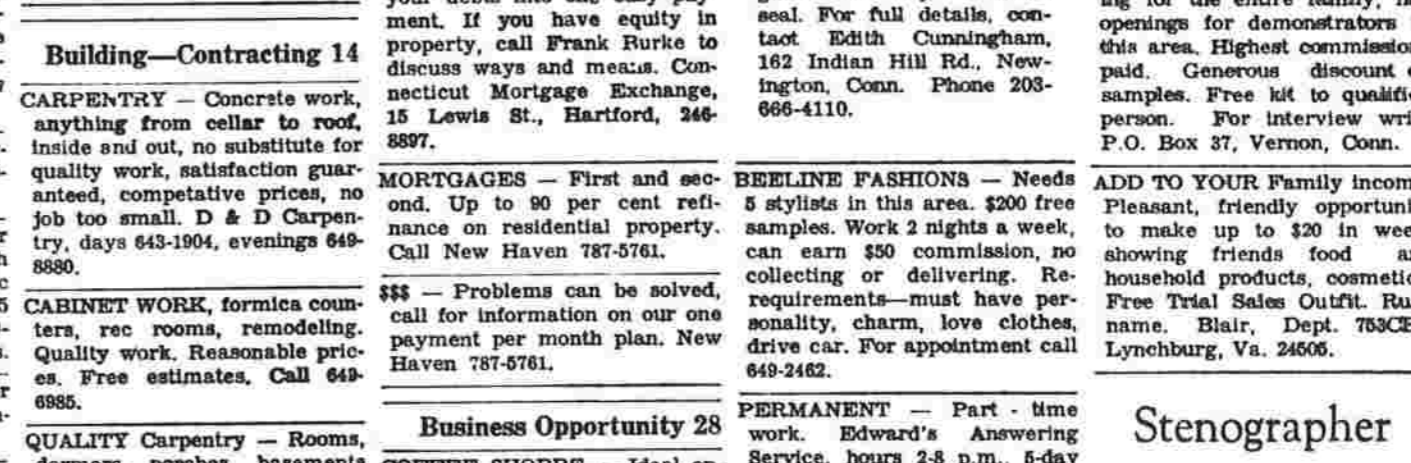 Building—Contracting 14
CARPENTRY — Concrete work,
anything from cellar to roof,
inside and out, no substitute for
quality work, satisfaction guar-
anteed, competative prices, no
job too small. D & D Carpen-
try, days 643-1904, evenings 649-
8880.
CABINET WORK, formica coun-
ters, rec rooms, remodeling.
Quality work. Reasonable pric-
es. Free estimates. Call 649-
6985.
QUALITY Carpentry — Rooms,
ment. If you have equity in
property, call Frank Burke to
discuss ways and means. Con-
necticut Mortgage Exchange,
15 Lewis St., Hartford, 246-
8897.
MORTGAGES — First and sec-
ond. Up to 90 per cent refi-
nance on residential property.
Call New Haven 787-5761.
$$$ — Problems can be solved,
call for information on our one
payment per month plan. New
Haven 787-5761.
Business Opportunity 28
seal. For full details, con-
taot Edith Cunningham,
162 Indian Hill Rd., New-
ington, Conn. Phone 203-
666-4110.
BEELINE FASHIONS — Needs
5 stylists in this area. $200 free
samples. Work 2 nights a week,
can earn $50 commission, no
collecting or delivering. Re-
requirements—must have per-
sonality, charm, love clothes,
drive car. For appointment call
649-2462.
PERMANENT — Part - time
work. Edward's Answering
Service, hours 2-8 p.m., 5-day
openings for demonstrators
this area. Highest commission
paid. Generous discount
samples. Free kit to
person. For interview
P.O. Box 37, Vernon, Conn.
ADD TO YOUR Family
Pleasant, friendly
to make up to $20 in
showing friends food
household products,
Free Trial Sales Outfit.
name. Blair, Dept.
Lynchburg, Va. 24505.
Stenographer